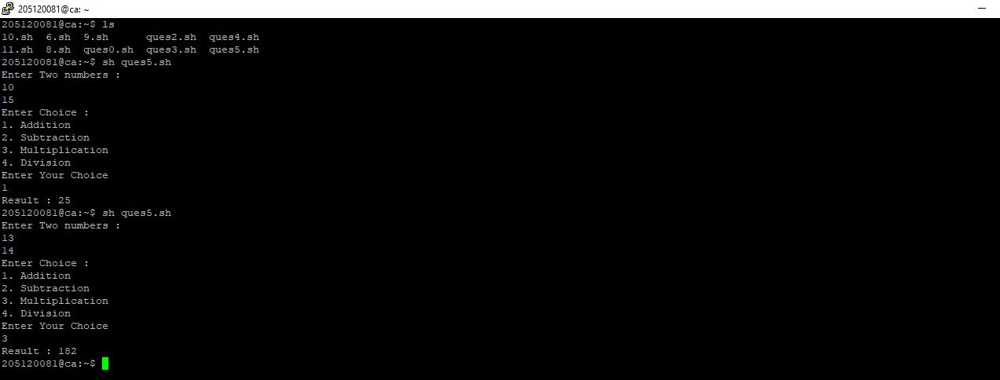 205120081@ca: ~
205120081@ca:~$ ls
10.sh  6.sh  9.sh      ques2.sh  ques4.sh
11.sh  8.sh  ques0.sh  ques3.sh  ques5.sh
205120081@ca:~$ sh ques5.sh
Enter Two numbers :
10
15
Enter Choice :
1. Addition
2. Subtraction
3. Multiplication
4. Division
Enter Your Choice
1
Result : 25
205120081@ca:~$ sh ques5.sh
Enter Two numbers :
13
14
Enter Choice :
1. Addition
2. Subtraction
3. Multiplication
4. Division
Enter Your Choice
3
Result : 182
205120081@ca:~$